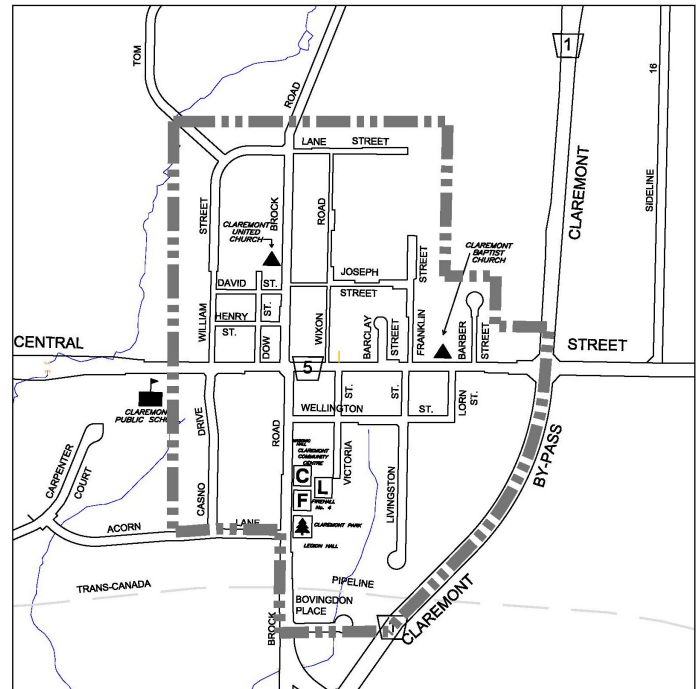 TOM
ROAD
1
16
LANE STREET
STREET
BROCK
ROAD
CLAREMONT
SIDELINE
CLAREMONT
UNITED
CHURCH
CLAREMONT
BAPTIST
CHURCH
STREET
JOSEPH
STREET
DAVID ST.
HENRY ST.
ST.
WILLIAM
DOW
WIXON
BARCLAY
STREET
FRANKLIN
BARBER
STREET
CENTRAL
STREET
5
CLAREMONT
PUBLIC SCHO
DRIVE
ROAD
WELLINGTON ST.
ST.
ST.
LORN
ST.
CARPENTER
COURT
CLAREMONT
COMMUNITY
CENTRE
HALL
C
F
L
FIREHALL
No. 4
VICTORIA
LIVINGSTON
BY-PASS
CASNO
ACORN LANE
CLAREMONT PARK
LEGION HALL
TRANS-CANADA
PIPELINE
BOVINGDON
PLACE
BROCK
CLAREMONT